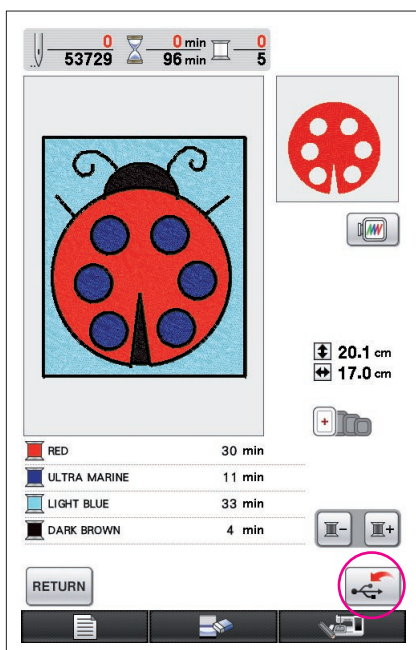 0 0 min 0
53729 96 min 5
20.1 cm
17.0 cm
RED 30 min
ULTRA MARINE 11 min
LIGHT BLUE 33 min
DARK BROWN 4 min
RETURN